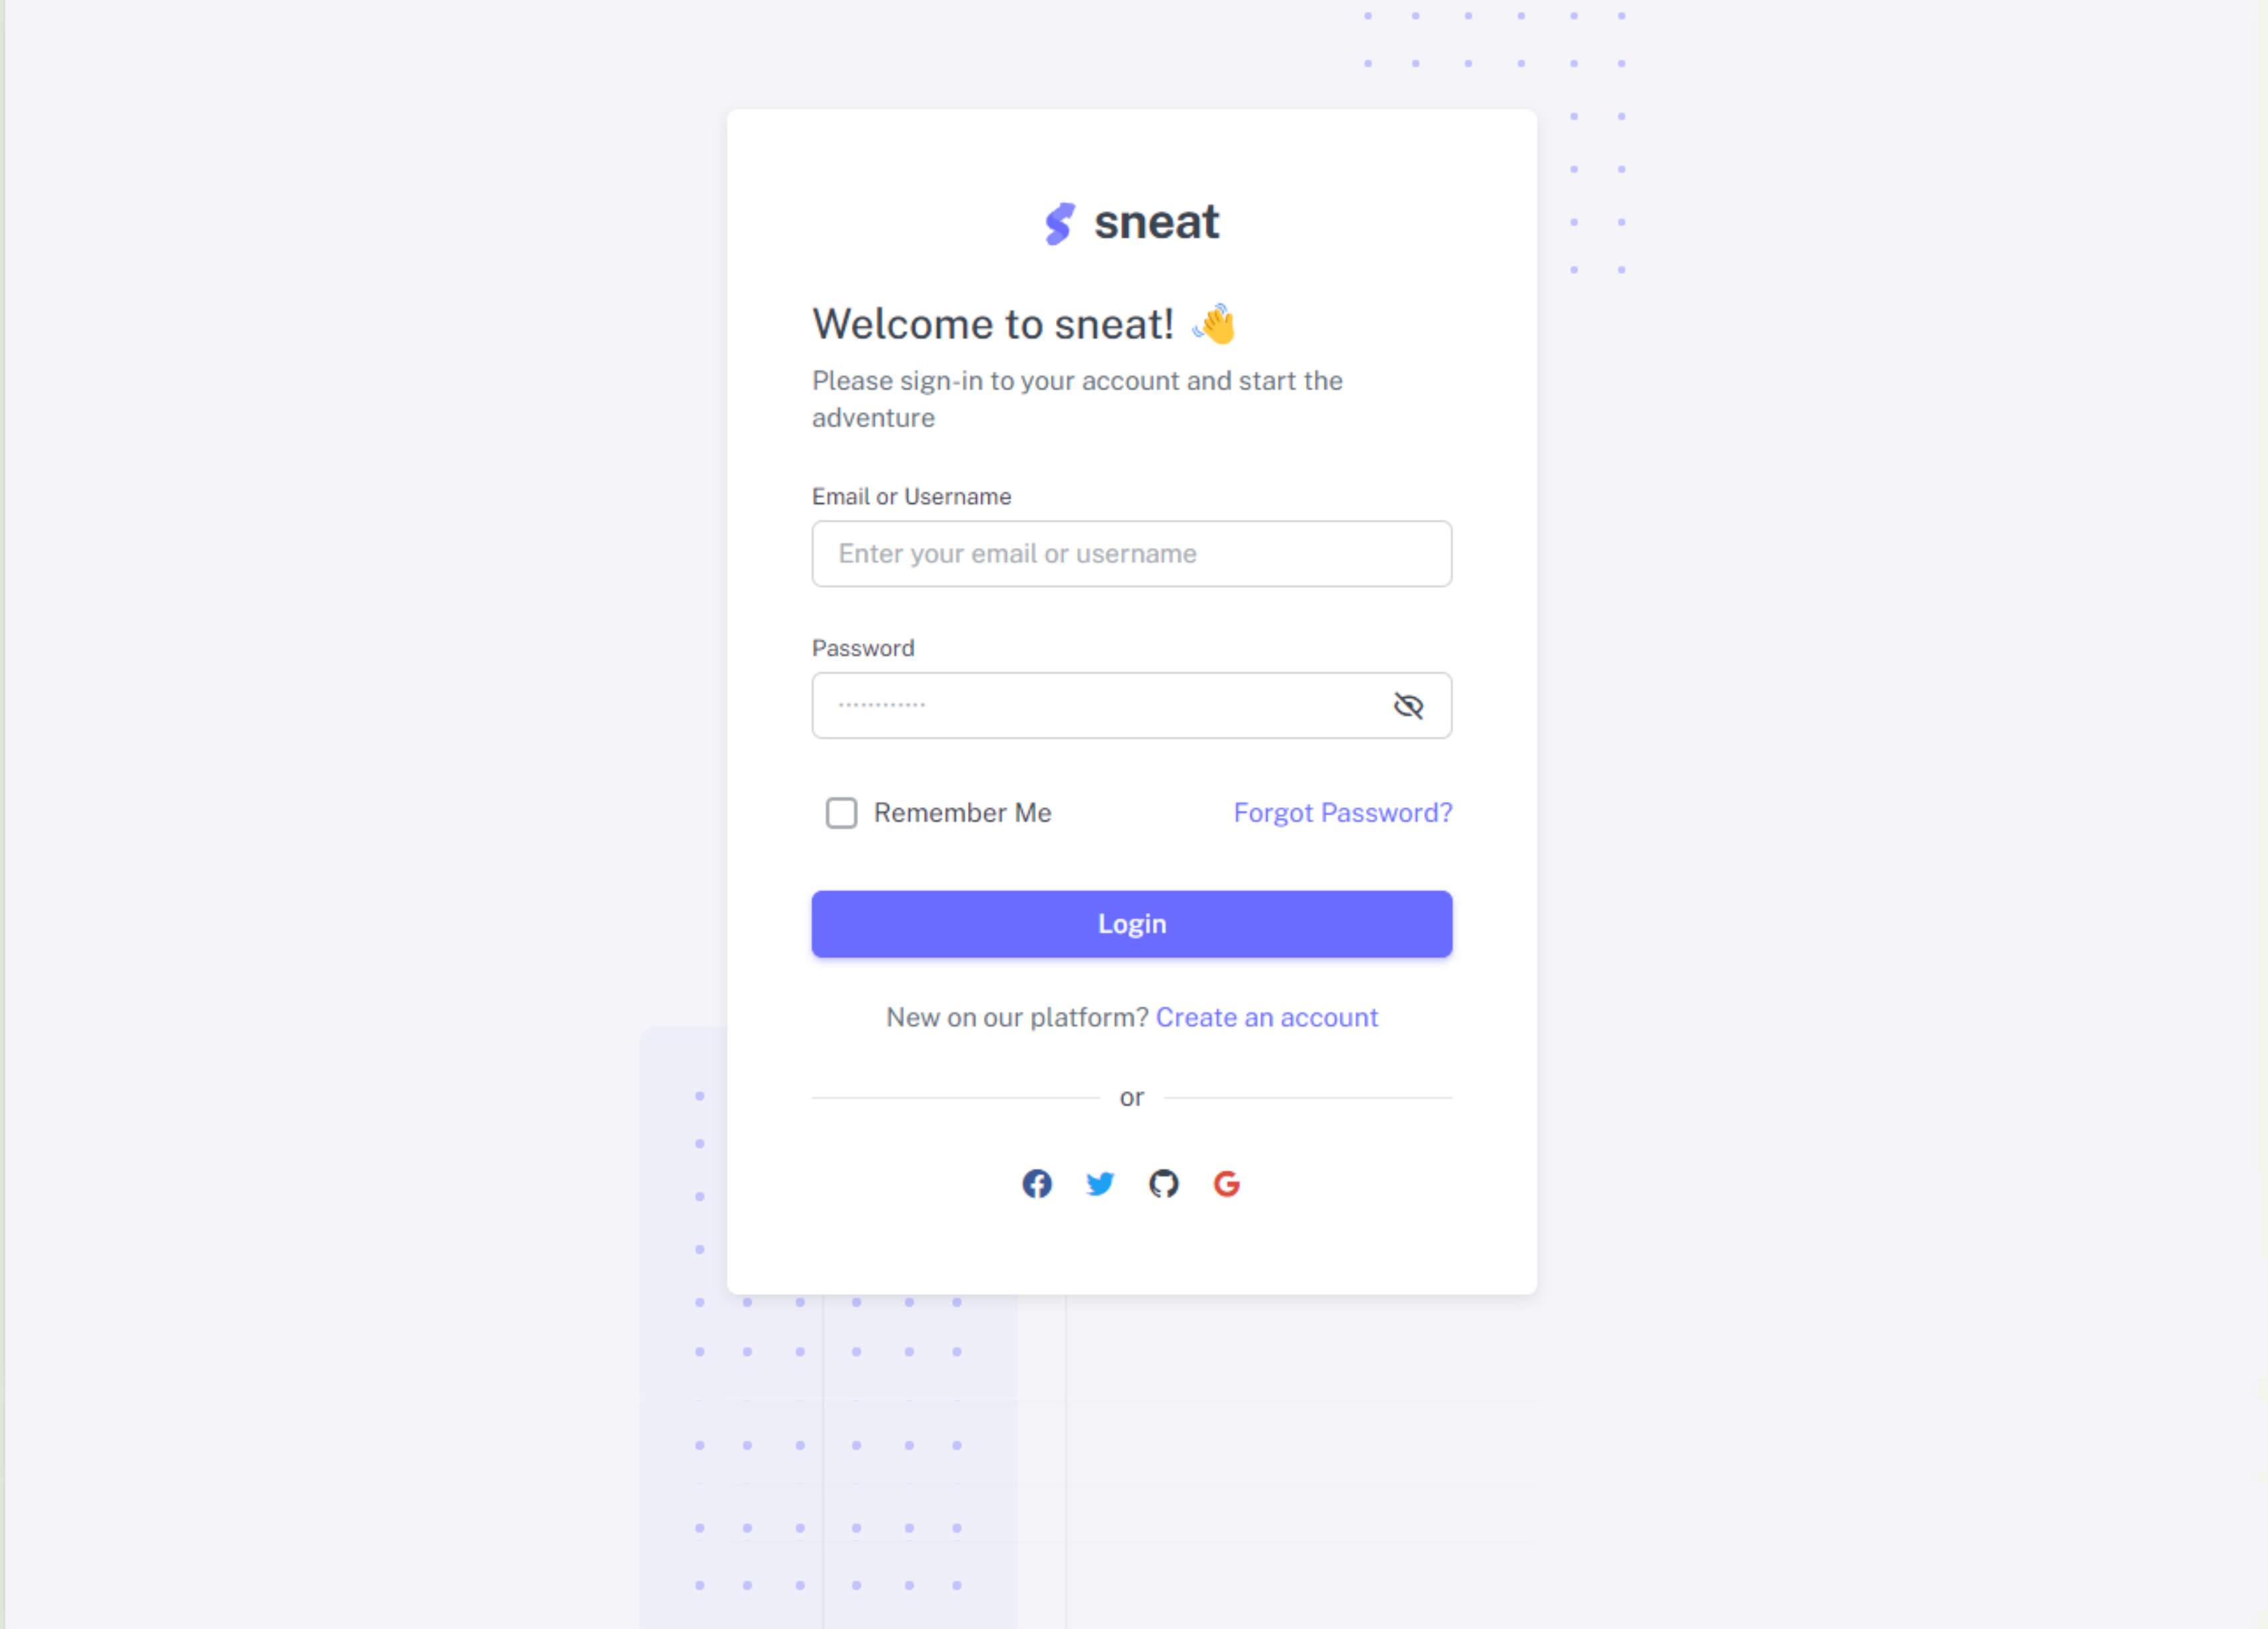 sneat
Welcome to sneat! 👋
Please sign-in to your account and start the
adventure
Email or Username
Enter your email or username
Password
············
Remember Me
Forgot Password?
Login
New on our platform? Create an account
or